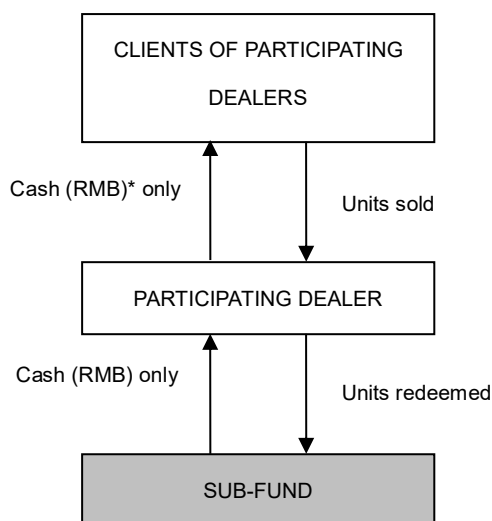 CLIENTS OF PARTICIPATING
DEALERS
Cash (RMB)* only
Units sold
PARTICIPATING DEALER
Cash (RMB) only
Units redeemed
SUB-FUND